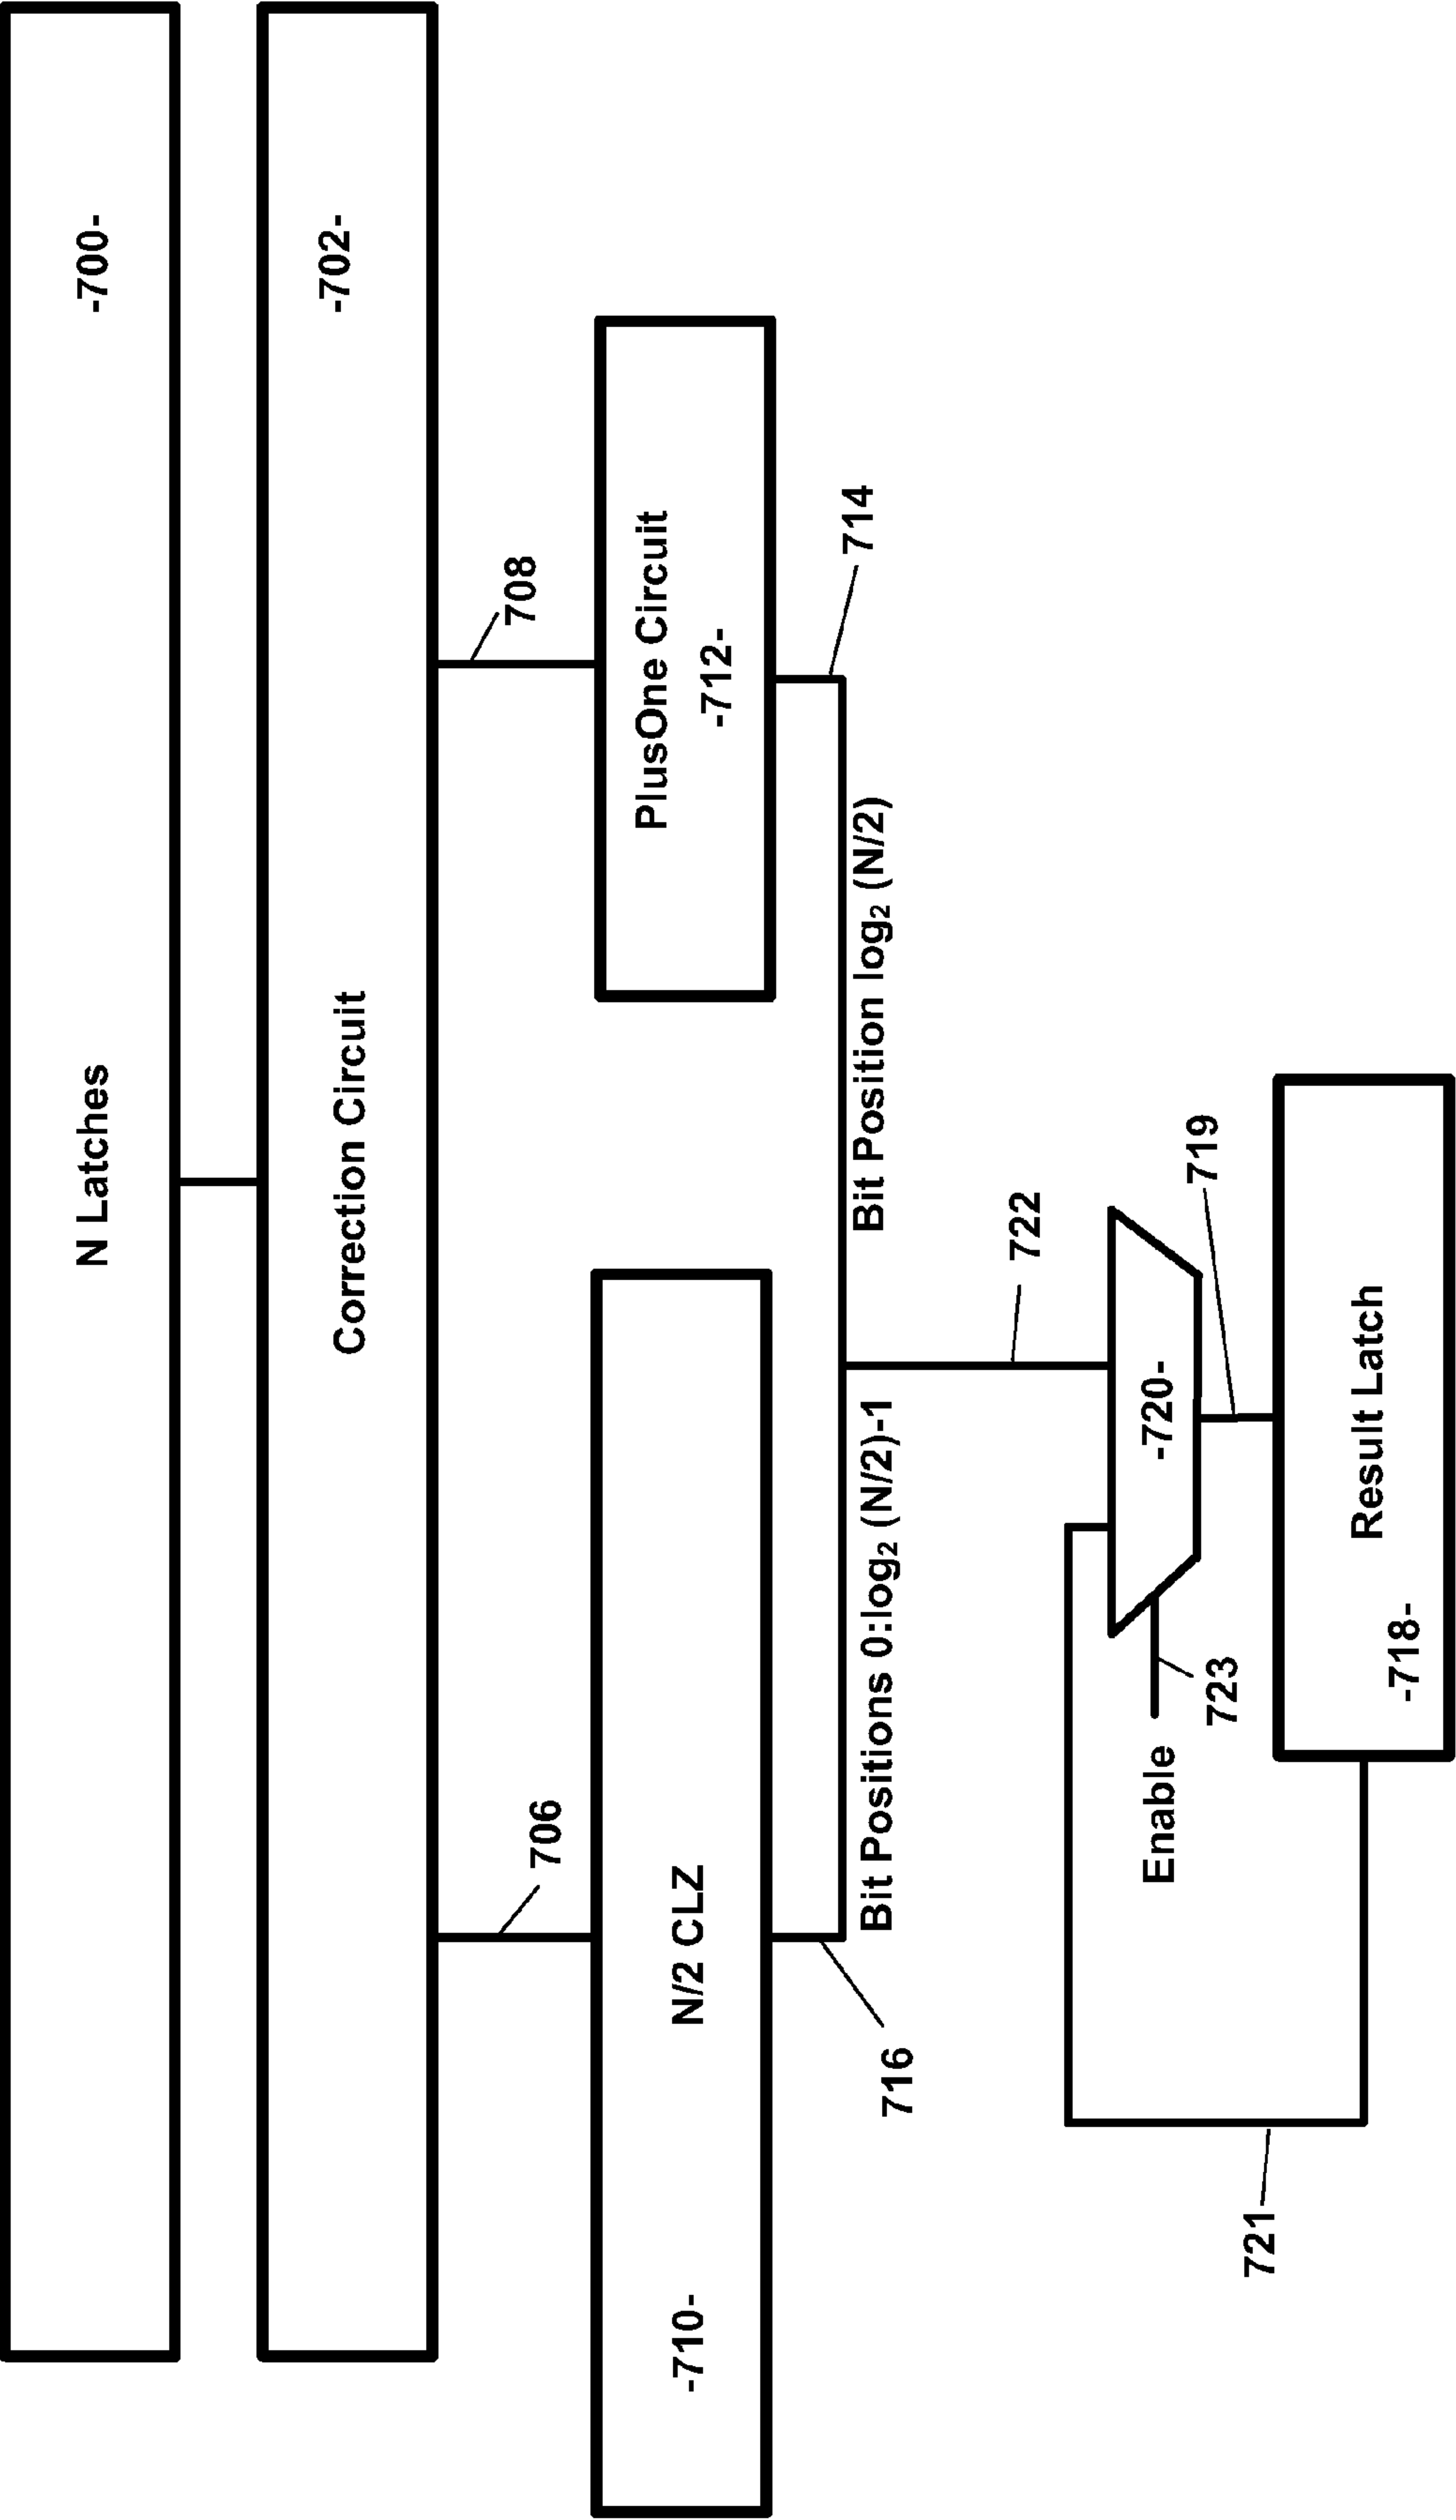 N Latches
-700-
Correction Circuit
-702-
706
708
-710-
N/2 CLZ
PlusOne Circuit
-712-
716
714
Bit Positions 0:log₂ (N/2)-1
Bit Position log₂ (N/2)
722
-720-
Enable
723
719
721
Result Latch
-718-